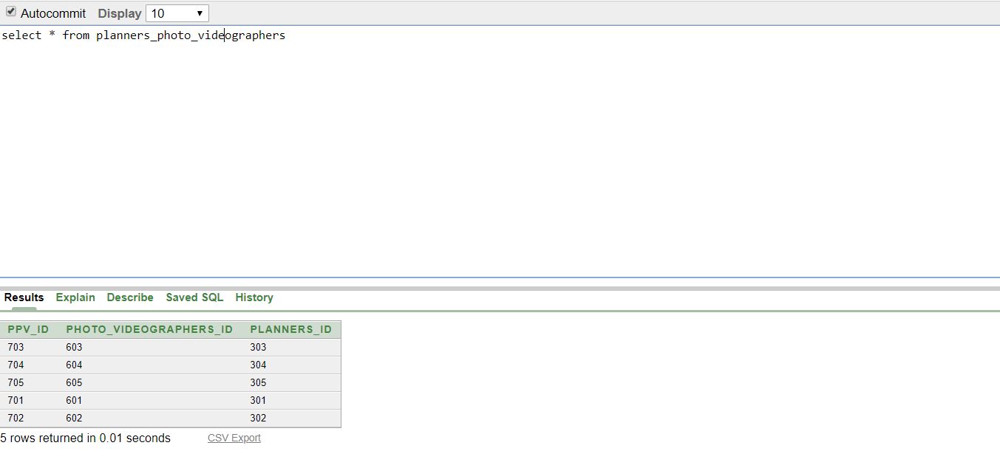 Autocommit Display 10
select * from planners_photo_videographers
Results Explain Describe Saved SQL History
PPV_ID PHOTO_VIDEOGRAPHERS_ID PLANNERS_ID
703 603 303
704 604 304
705 605 305
701 601 301
702 602 302
5 rows returned in 0.01 seconds CSV Export